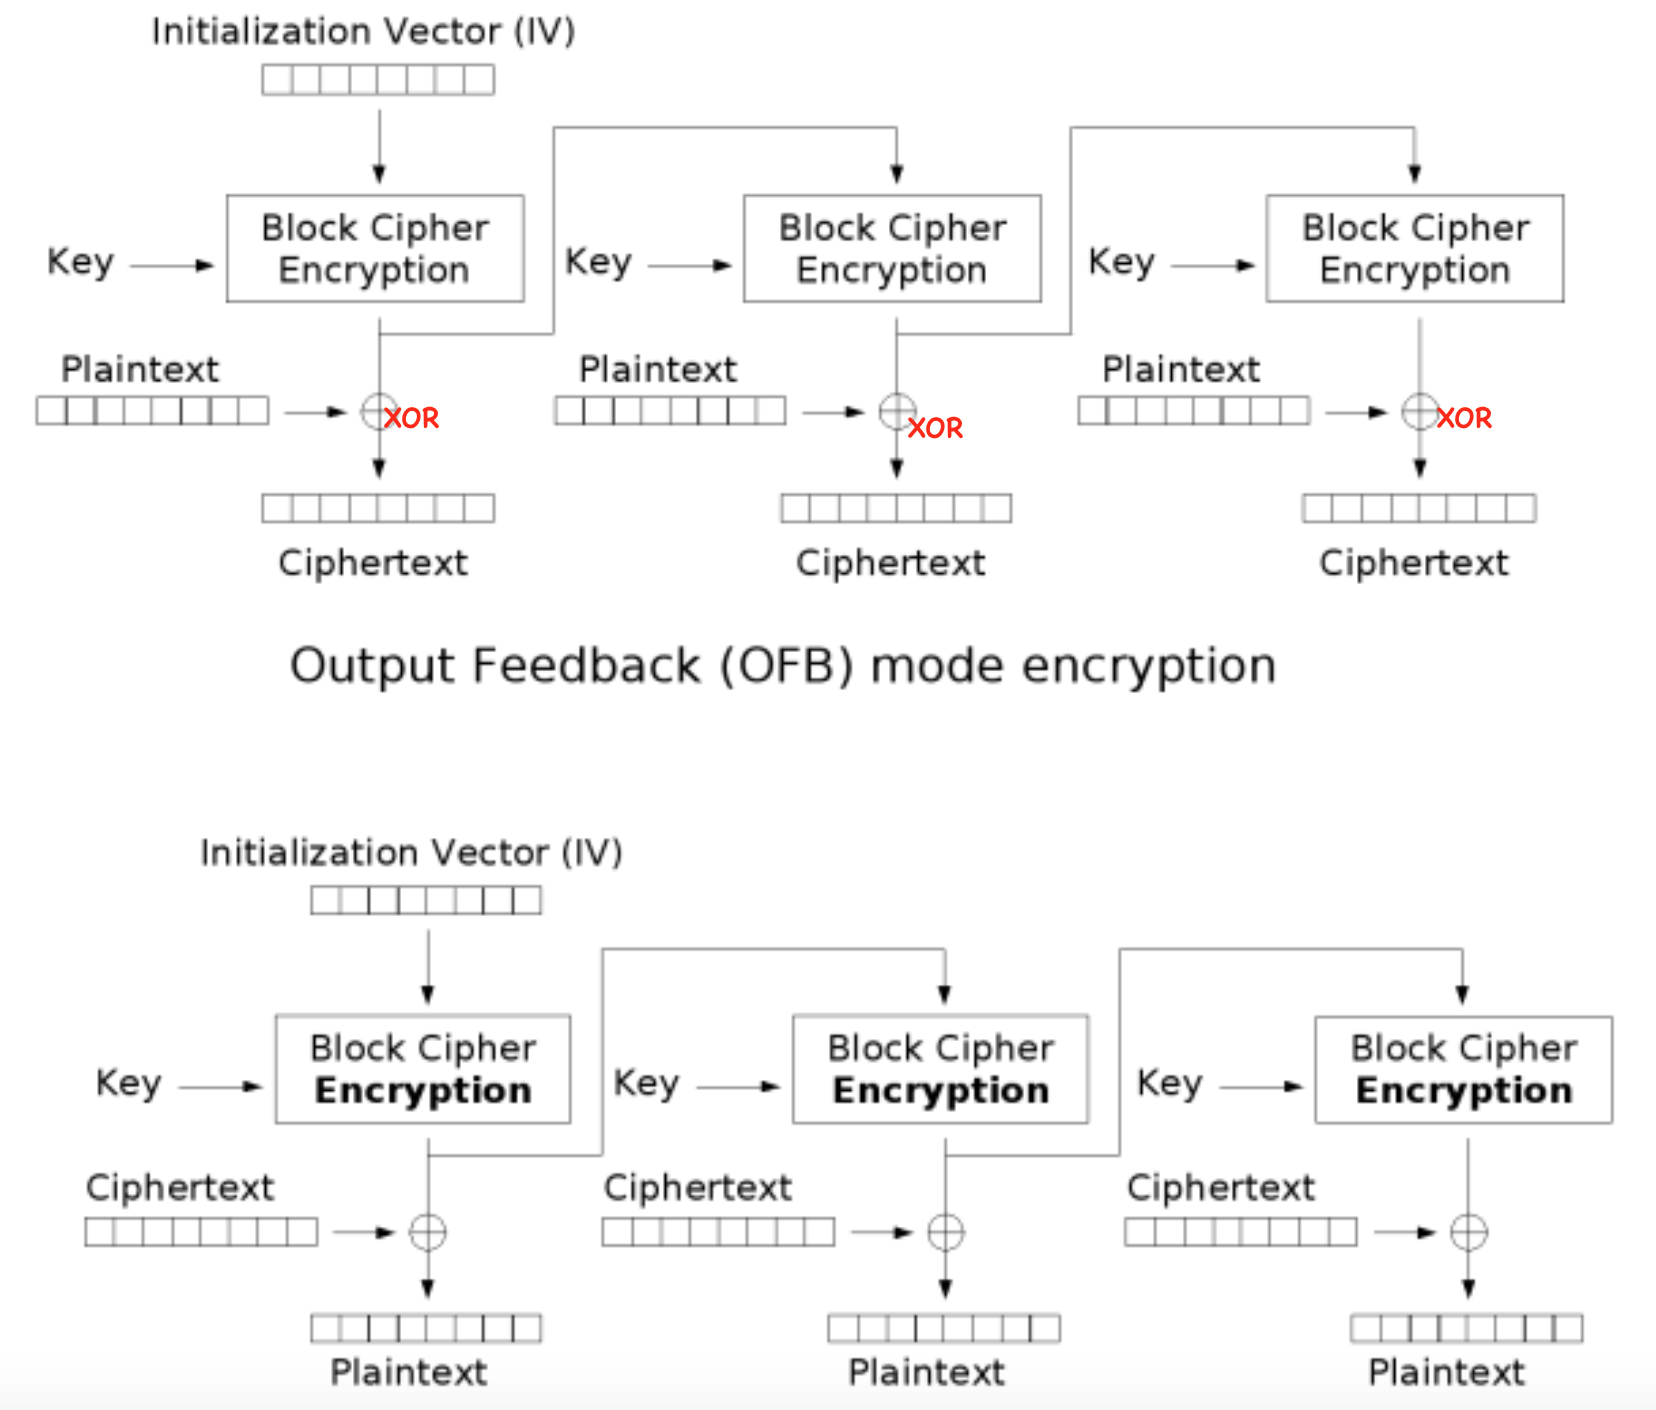 Initialization Vector (IV)
Block Cipher
Encryption
Block Cipher
Encryption
Block Cipher
Encryption
Key
Key
Key
Plaintext
Plaintext
Plaintext
XOR
XOR
XOR
Ciphertext
Ciphertext
Ciphertext
Output Feedback (OFB) mode encryption
Initialization Vector (IV)
Block Cipher
Encryption
Block Cipher
Encryption
Block Cipher
Encryption
Key
Key
Key
Ciphertext
Ciphertext
Ciphertext
Plaintext
Plaintext
Plaintext